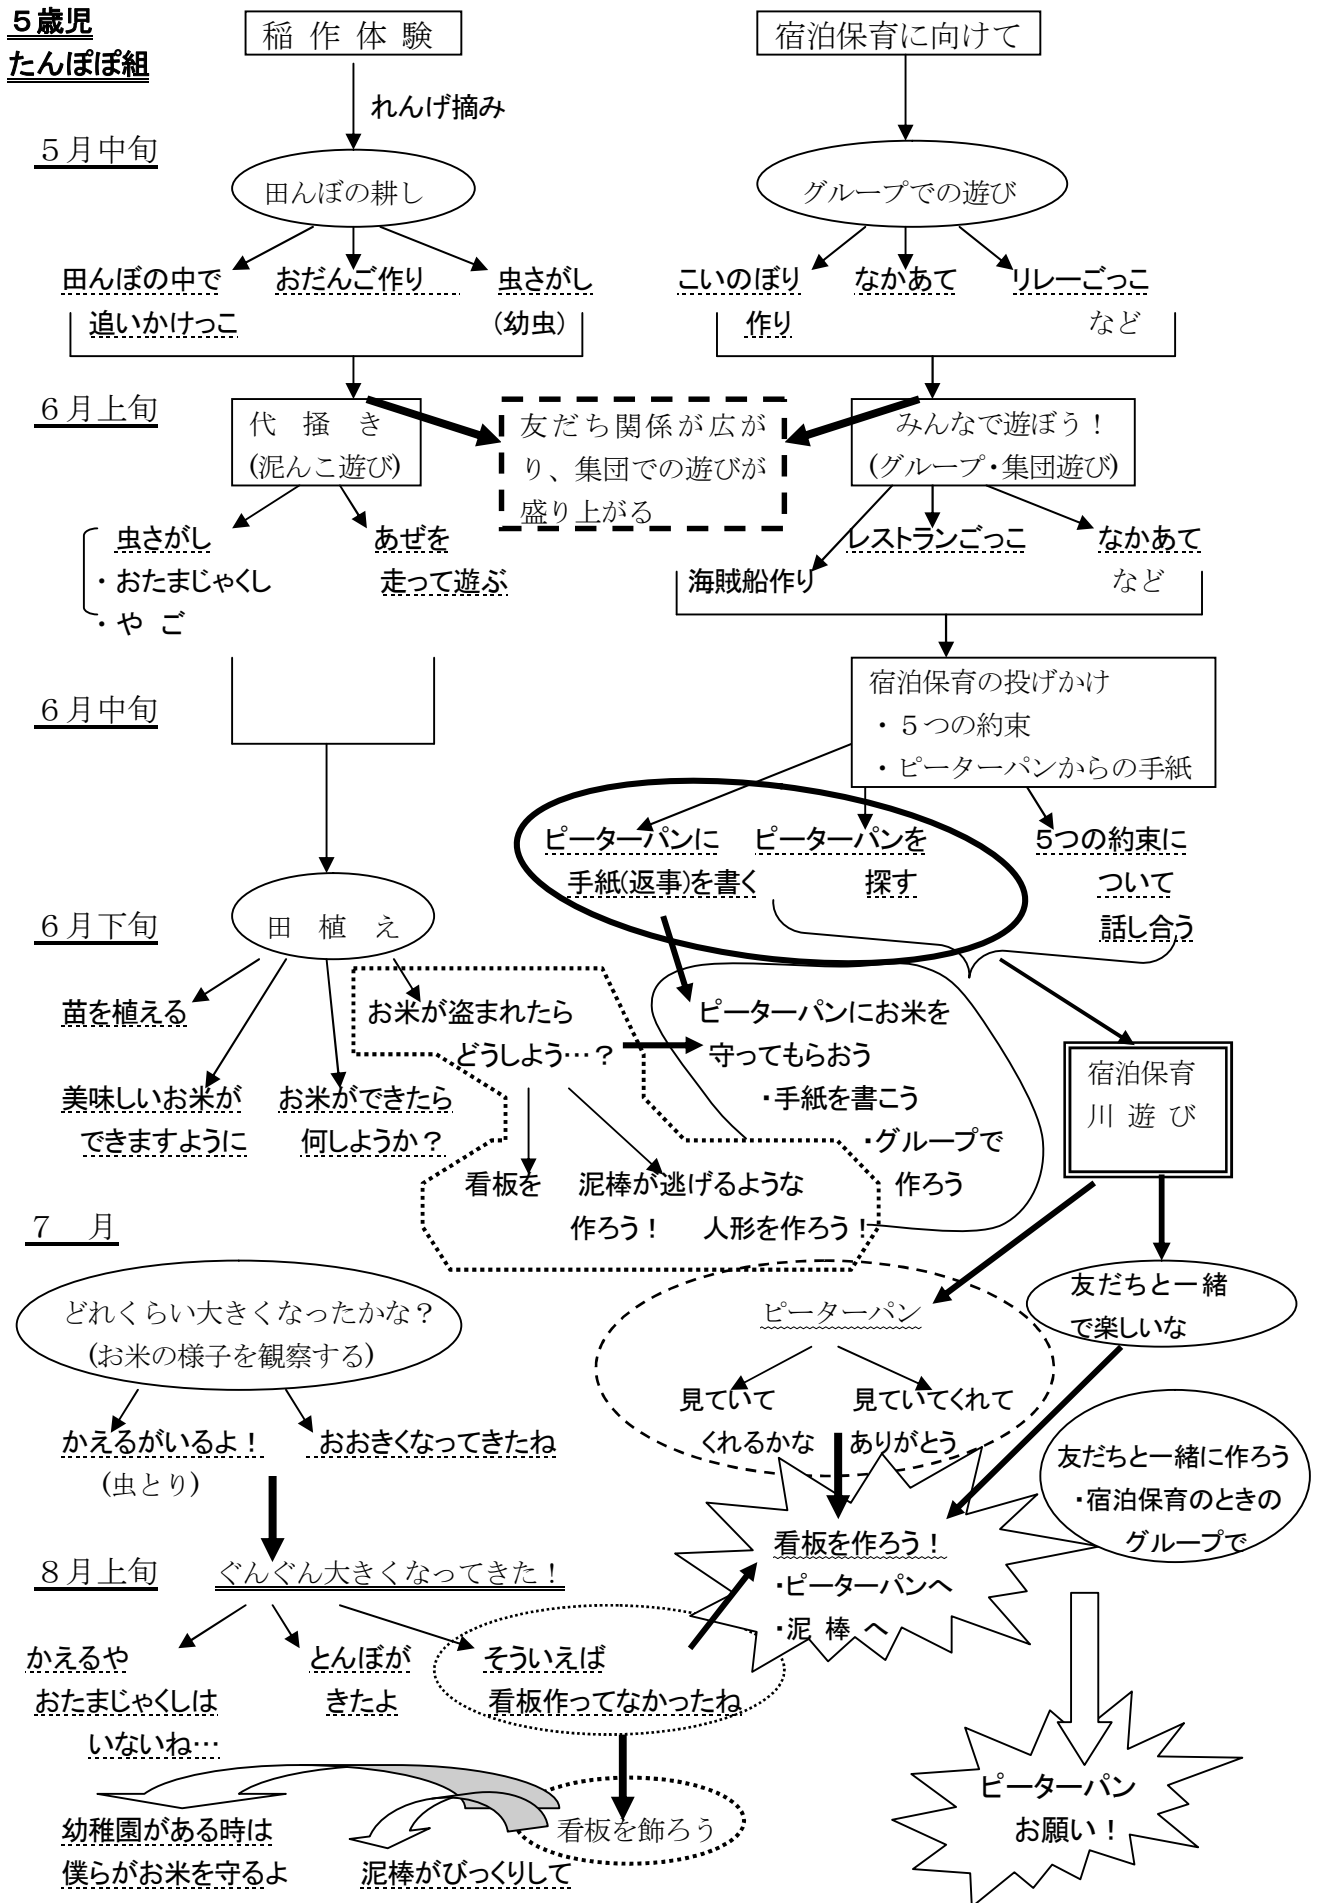 ５歳児
たんぽぽ組
稲 作 体 験
宿泊保育に向けて
れんげ摘み
５月中旬
田んぼの耕し
グループでの遊び
田んぼの中で
追いかけっこ
おだんご作り
虫さがし
(幼虫)
こいのぼり
作り
なかあて
リレーごっこ
など
６月上旬
代 掻 き
(泥んこ遊び)
友だち関係が広が
り、集団での遊びが
盛り上がる
みんなで遊ぼう！
(グループ・集団遊び)
虫さがし
・おたまじゃくし
・や ご
あぜを
走って遊ぶ
海賊船作り
レストランごっこ
なかあて
など
６月中旬
宿泊保育の投げかけ
・５つの約束
・ピーターパンからの手紙
ピーターパンに
手紙(返事)を書く
ピーターパンを
探す
５つの約束に
ついて
話し合う
６月下旬
田 植 え
苗を植える
美味しいお米が
できますように
お米ができたら
何しようか？
お米が盗まれたら
どうしよう…？
ピーターパンにお米を
守ってもらおう
・手紙を書こう
・グループで
作ろう
看板を
作ろう！
泥棒が逃げるような
人形を作ろう！
宿泊保育
川 遊 び
７ 月
どれくらい大きくなったかな？
(お米の様子を観察する)
かえるがいるよ！
(虫とり)
おおきくなってきたね
ピーターパン
見ていて
くれるかな
見ていてくれて
ありがとう
友だちと一緒
で楽しいな
友だちと一緒に作ろう
・宿泊保育のときの
グループで
８月上旬
ぐんぐん大きくなってきた！
看板を作ろう！
・ピーターパンへ
・泥 棒 へ
かえるや
おたまじゃくしは
いないね…
とんぼが
きたよ
そういえば
看板作ってなかったね
ピーターパン
お願い！
幼稚園がある時は
僕らがお米を守るよ
泥棒がびっくりして
看板を飾ろう